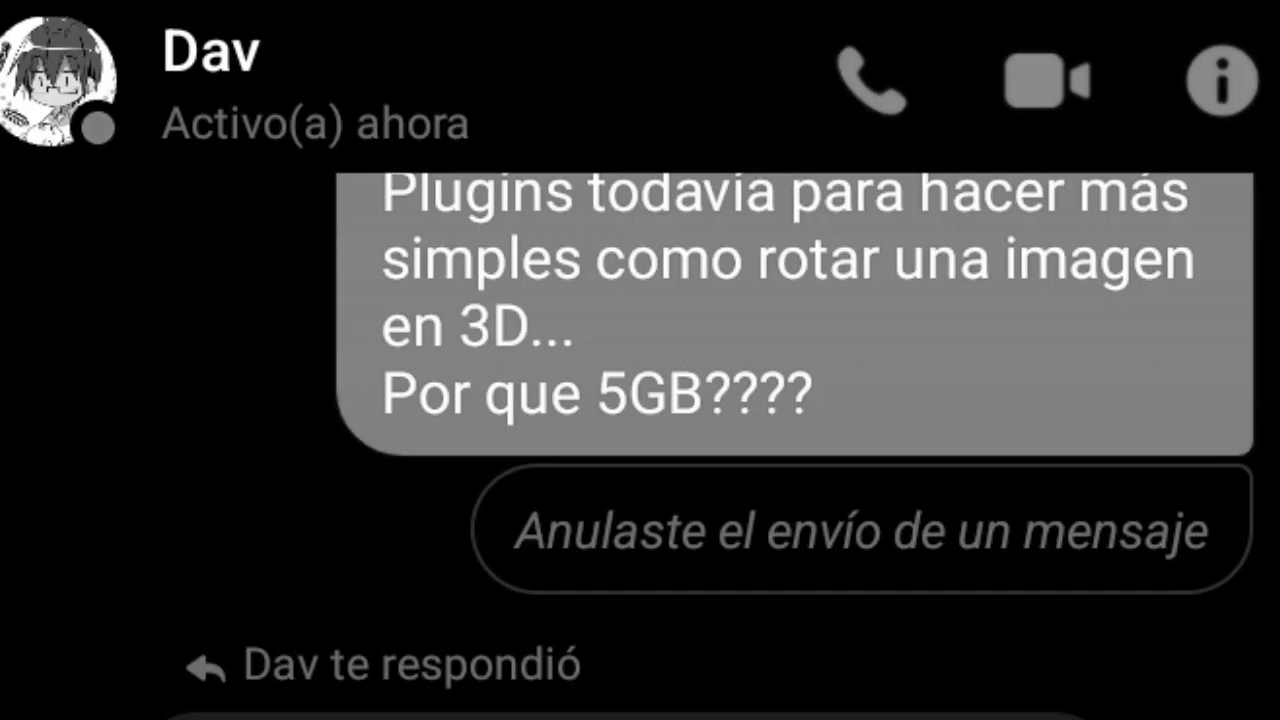 Dav
Activo(a) ahora
Plugins todavía para hacer más
simples como rotar una imagen
en 3D...
Por que 5GB????
Anulaste el envío de un mensaje
Dav te respondió